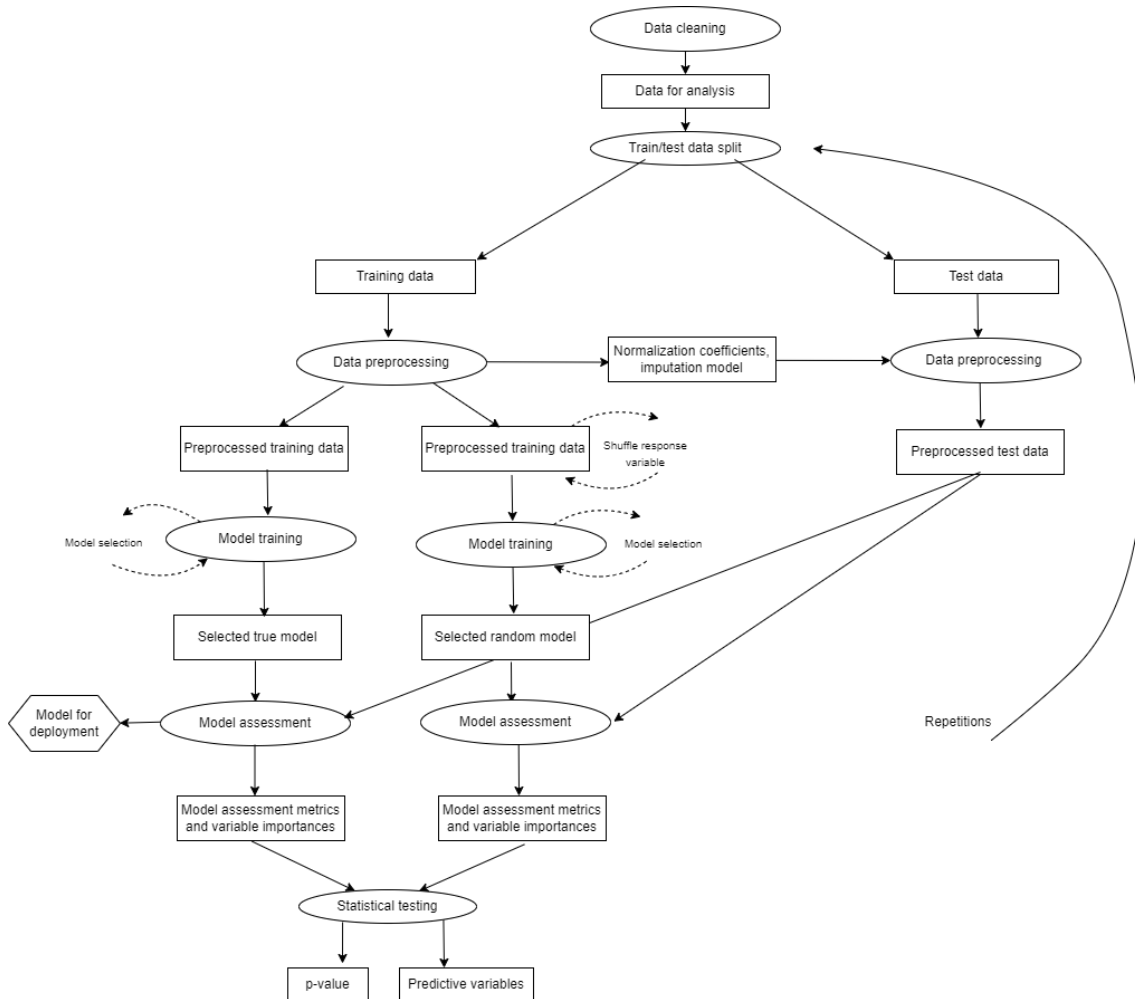 Data cleaning
Data for analysis
Train/test data split
Training data
Test data
Data preprocessing
Normalization coefficients,
imputation model
Data preprocessing
Preprocessed training data
Preprocessed training data
Shuffle response
variable
Preprocessed test data
Model selection
Model training
Model training
Model selection
Selected true model
Selected random model
Model for
deployment
Model assessment
Model assessment
Repetitions
Model assessment metrics
and variable importances
Model assessment metrics
and variable importances
Statistical testing
p-value
Predictive variables